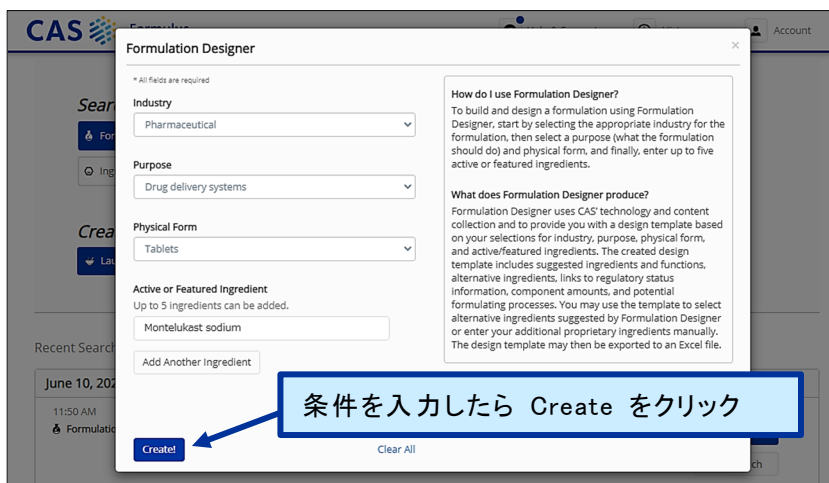 CAS
Account
Formulation Designer
×
* All fields are required
Industry
Pharmaceutical
Purpose
Drug delivery systems
Physical Form
Tablets
Active or Featured Ingredient
Up to 5 ingredients can be added.
Montelukast sodium
Add Another Ingredient
Create!
Clear All
How do I use Formulation Designer?
To build and design a formulation using Formulation
Designer, start by selecting the appropriate industry for the
formulation, then select a purpose (what the formulation
should do) and physical form, and finally, enter up to five
active or featured ingredients.
What does Formulation Designer produce?
Formulation Designer uses CAS' technology and content
collection and to provide you with a design template based
on your selections for industry, purpose, physical form,
and active/featured ingredients. The created design
template includes suggested ingredients and functions,
alternative ingredients, links to regulatory status
information, component amounts, and potential
formulating processes. You may use the template to select
alternative ingredients suggested by Formulation Designer
or enter your additional proprietary ingredients manually.
The design template may then be exported to an Excel file.
条件を入力したら Create をクリック
Recent Search
June 10, 202
11:50 AM
Formulatio
Sear
For
Ing
Crea
Lau
ch